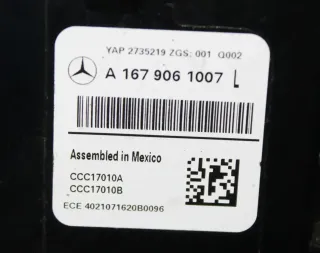 YAP 2735219 ZGS: 001 Q002
A 167 906 1007 L
Assembled in Mexico
CCC17010A
CCC17010B
ECE 4021071620B0096